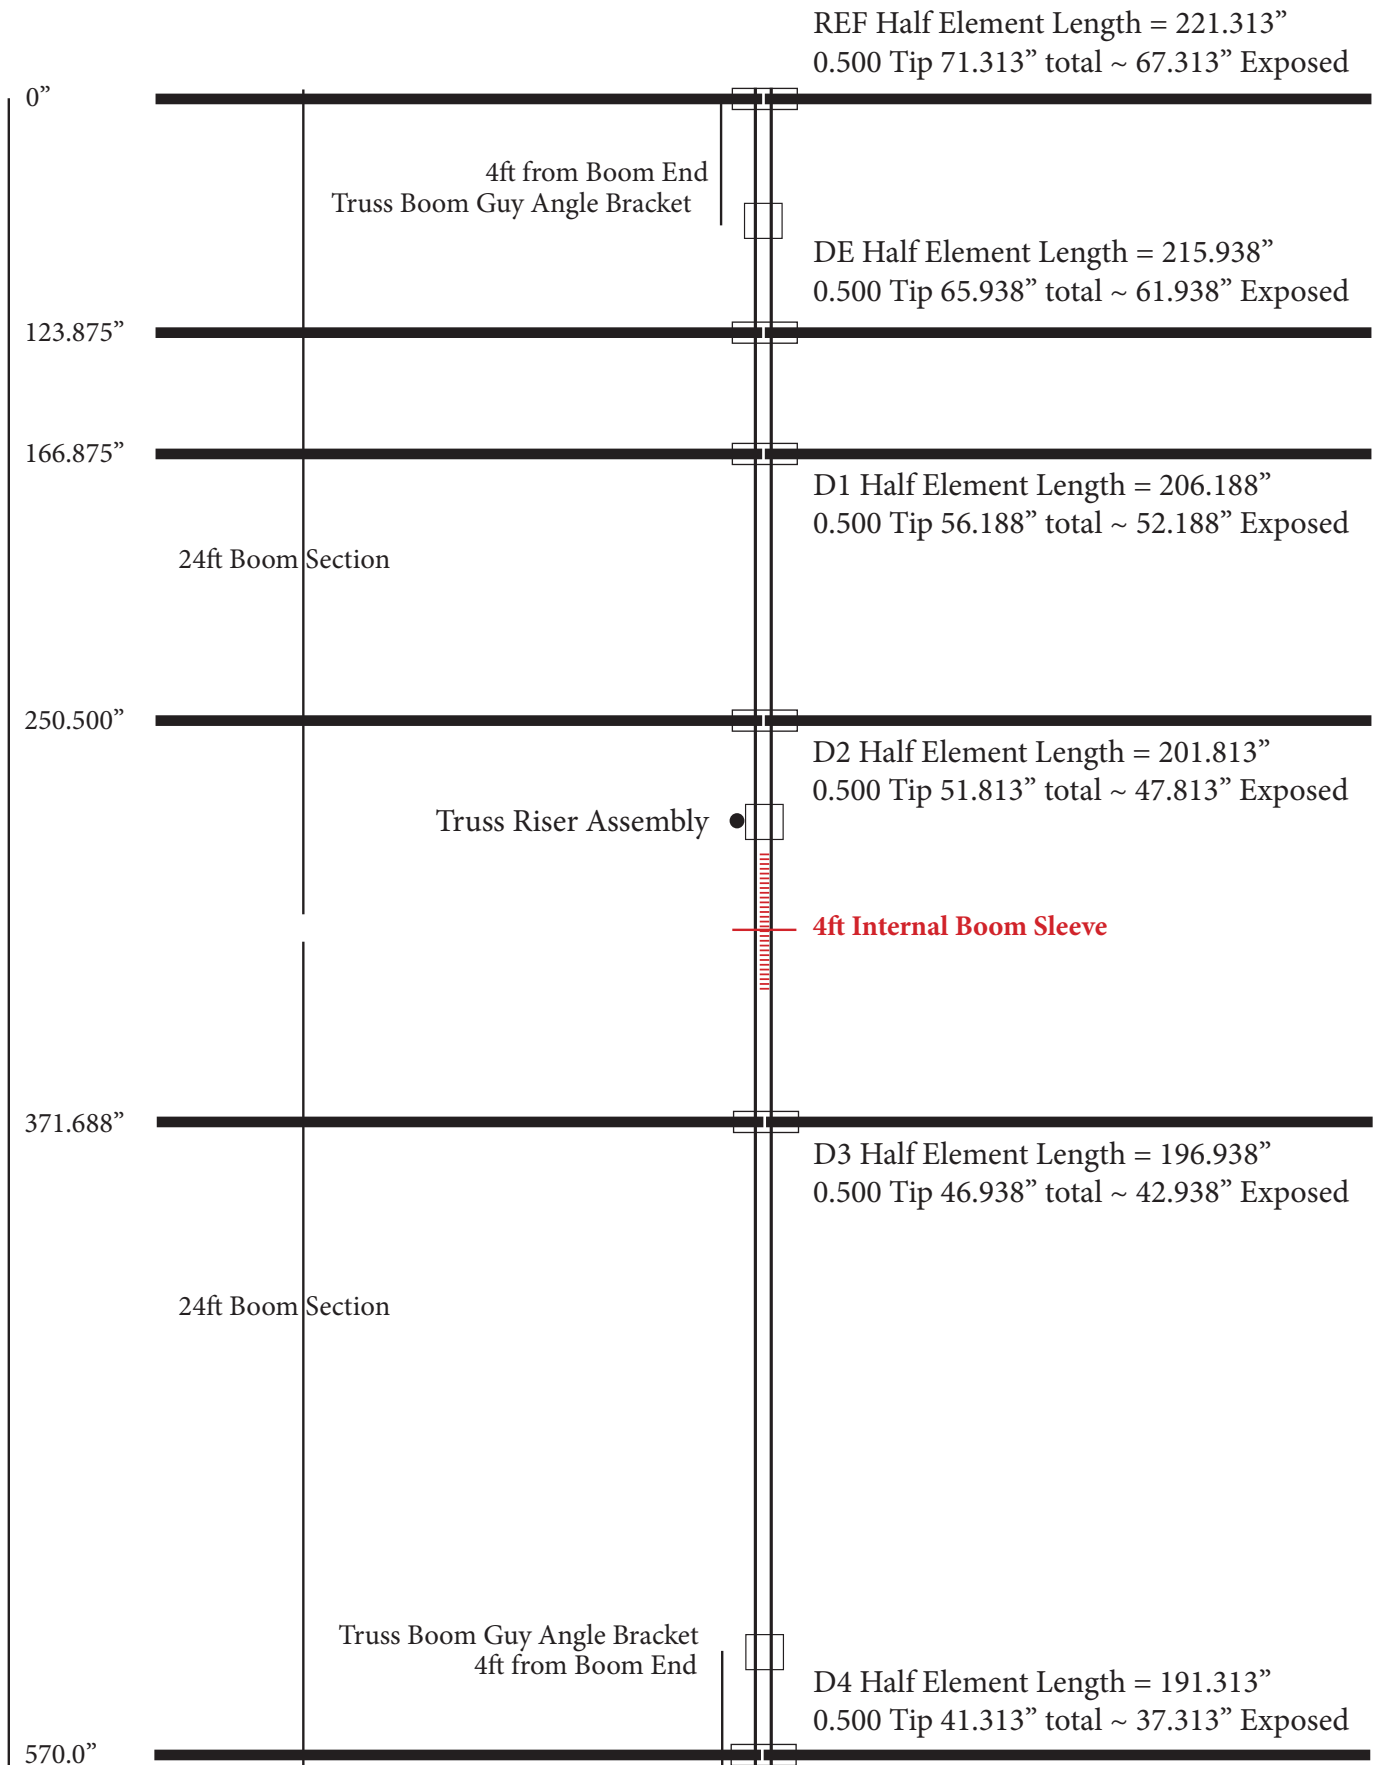 REF Half Element Length = 221.313”
0.500 Tip 71.313” total ~ 67.313” Exposed
0”
4ft from Boom End
Truss Boom Guy Angle Bracket
DE Half Element Length = 215.938”
0.500 Tip 65.938” total ~ 61.938” Exposed
123.875”
166.875”
D1 Half Element Length = 206.188”
0.500 Tip 56.188” total ~ 52.188” Exposed
24ft Boom Section
250.500”
D2 Half Element Length = 201.813”
0.500 Tip 51.813” total ~ 47.813” Exposed
Truss Riser Assembly
4ft Internal Boom Sleeve
371.688”
D3 Half Element Length = 196.938”
0.500 Tip 46.938” total ~ 42.938” Exposed
24ft Boom Section
Truss Boom Guy Angle Bracket
4ft from Boom End
D4 Half Element Length = 191.313”
0.500 Tip 41.313” total ~ 37.313” Exposed
570.0”